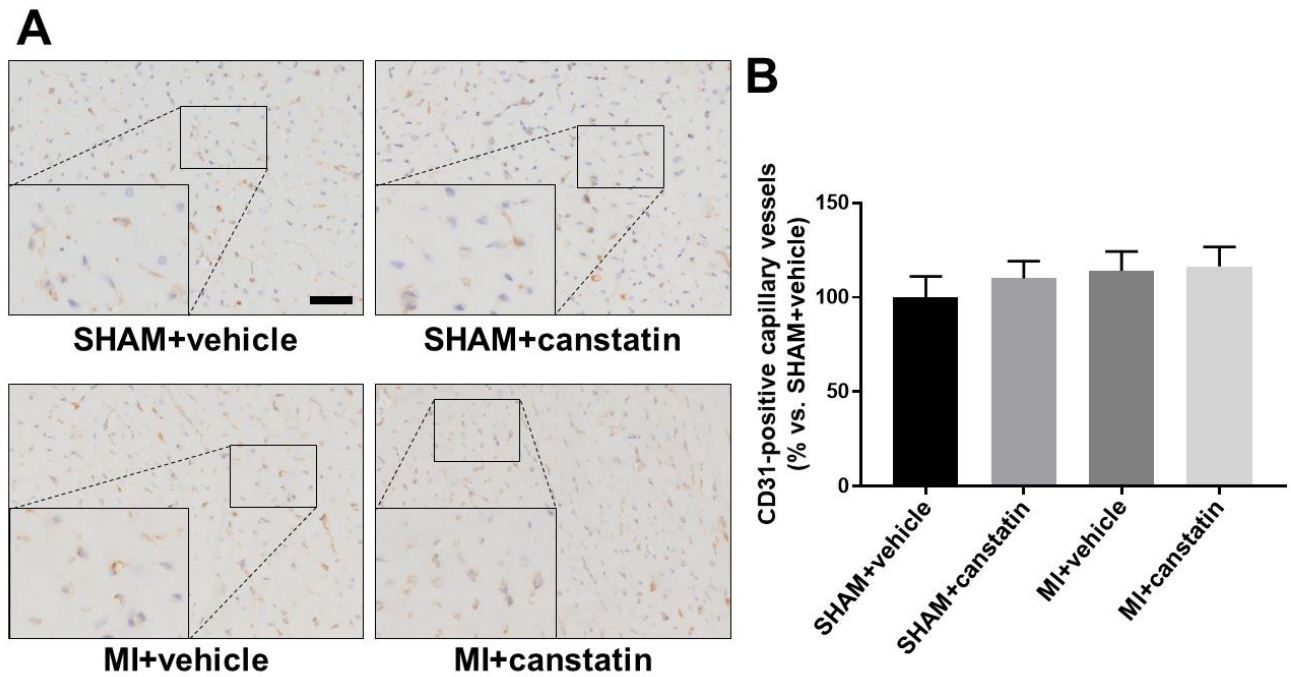 A
SHAM+vehicle
SHAM+canstatin
MI+vehicle
MI+canstatin
B
CD31-positive capillary vessels
(% vs. SHAM+vehicle)
150
100
50
0
SHAM+vehicle
SHAM+canstatin
MI+vehicle
MI+canstatin